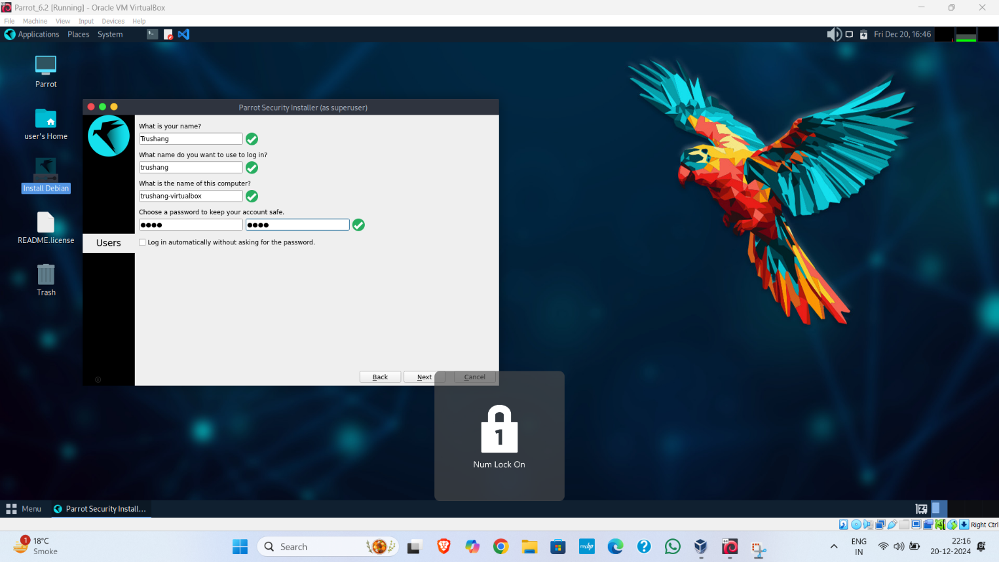 Parrot_6.2 [Running] - Oracle VM VirtualBox
File Machine View Input Devices Help
Applications Places System
Fri Dec 20, 16:46
Parrot
user's Home
Install Debian
README.license
Trash
Parrot Security Installer (as superuser)
What is your name?
Trushang
What name do you want to use to log in?
trushang
What is the name of this computer?
trushang-virtualbox
Choose a password to keep your account safe.
Users
Log in automatically without asking for the password.
Back Next Cancel
1
Num Lock On
Menu
Parrot Security Install...
Right Ctrl
1
18°C
Smoke
Search
ENG
IN
22:16
20-12-2024